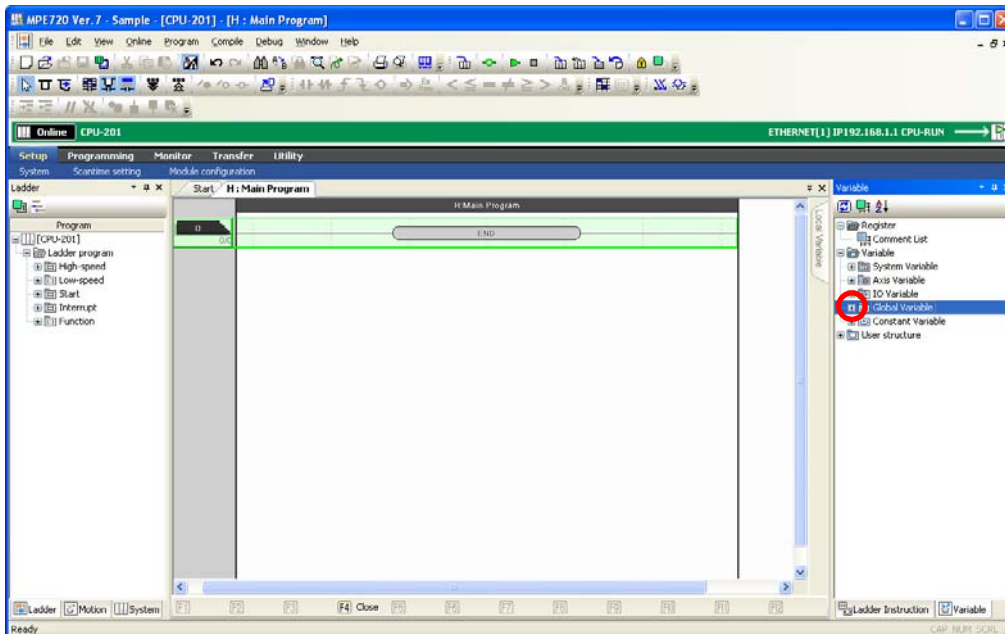 MPE720 Ver. 7 - Sample - [CPU-201] - [H : Main Program]
File Edit View Online Program Compile Debug Window Help
Online CPU-201 ETHERNET[1] IP192.168.1.1 CPU-RUN
Setup Programming Monitor Transfer Utility
System Scantime setting Module configuration
Ladder
Program
[CPU-201]
Ladder program
High-speed
Low-speed
Start
Interrupt
Function
Start H : Main Program
H:Main Program
0
0/0
END
Local Variable
Variable
Register
Comment List
Variable
System Variable
Axis Variable
IO Variable
Global Variable
Constant Variable
User structure
Ladder Motion System
F1 F2 F3 F4 Close F5 F6 F7 F8 F9 F10 F11 F12
Ladder Instruction Variable
Ready CAP NUM SCRL